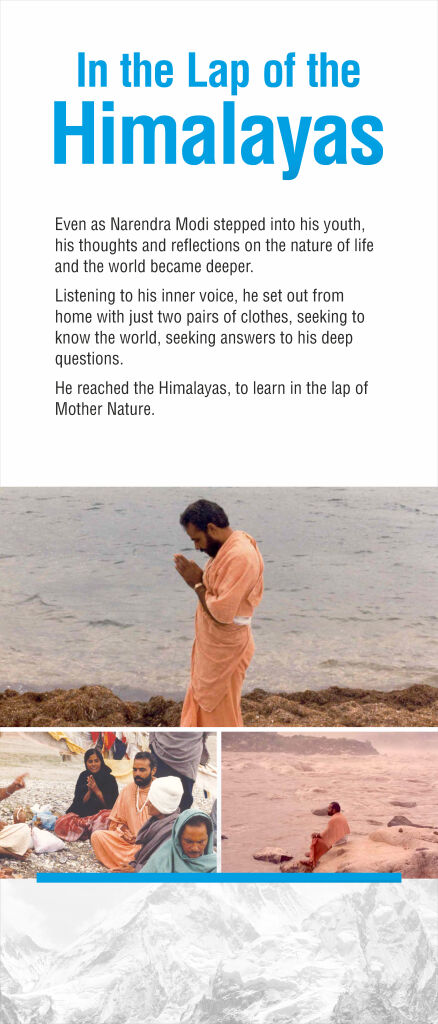 In the Lap of the
Himalayas
Even as Narendra Modi stepped into his youth,
his thoughts and reflections on the nature of life
and the world became deeper.
Listening to his inner voice, he set out from
home with just two pairs of clothes, seeking to
know the world, seeking answers to his deep
questions.
He reached the Himalayas, to learn in the lap of
Mother Nature.